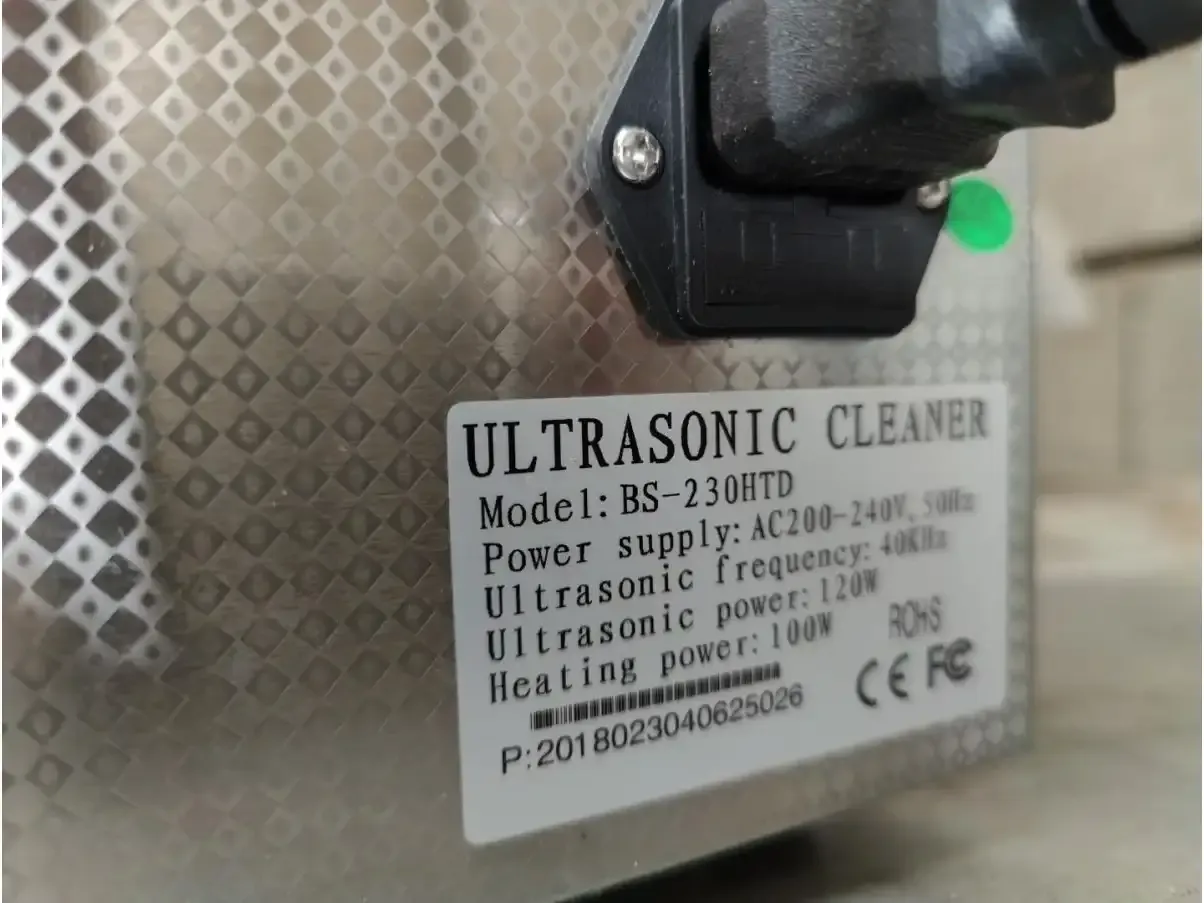 ULTRASONIC CLEANER
Model: BS-230HTD
Power supply: AC200-240V, 50Hz
Ultrasonic frequency: 40KHz
Ultrasonic power: 120W
Heating power: 100W
ROHS
CE FC
P:2018023040625026